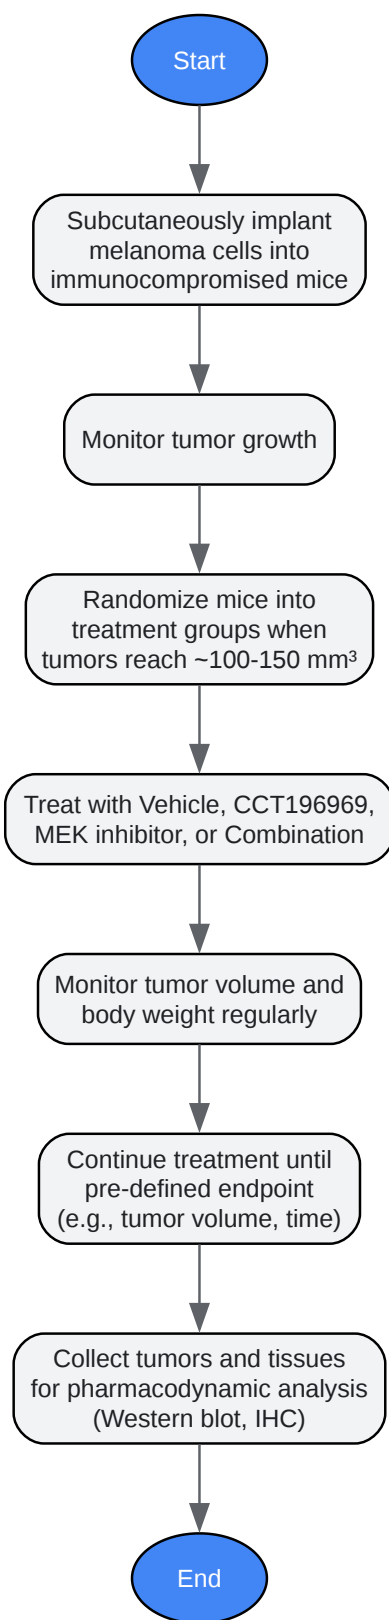 Start
Subcutaneously implant
melanoma cells into
immunocompromised mice
Monitor tumor growth
Randomize mice into
treatment groups when
tumors reach ~100-150 mm³
Treat with Vehicle, CCT196969,
MEK inhibitor, or Combination
Monitor tumor volume and
body weight regularly
Continue treatment until
pre-defined endpoint
(e.g., tumor volume, time)
Collect tumors and tissues
for pharmacodynamic analysis
(Western blot, IHC)
End